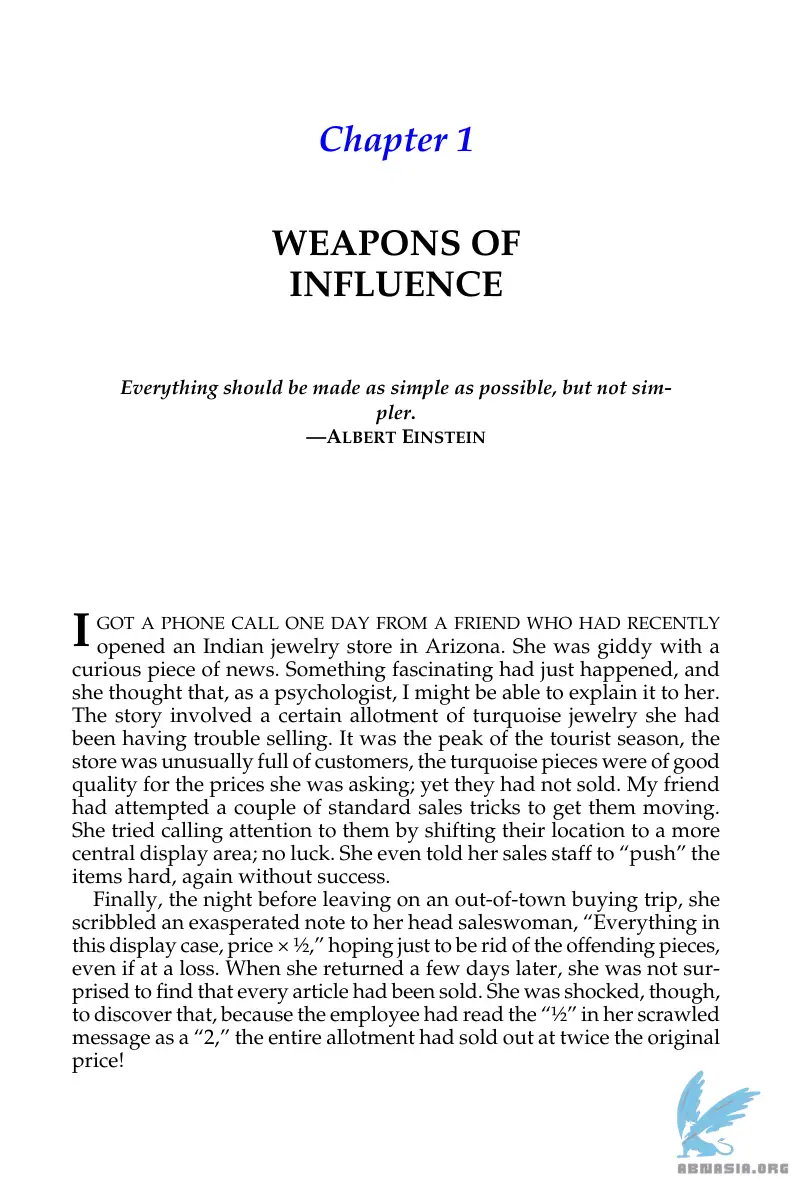 Chapter 1
WEAPONS OF
INFLUENCE
Everything should be made as simple as possible, but not sim-
pler.
—ALBERT EINSTEIN
I GOT A PHONE CALL ONE DAY FROM A FRIEND WHO HAD RECENTLY
opened an Indian jewelry store in Arizona. She was giddy with a
curious piece of news. Something fascinating had just happened, and
she thought that, as a psychologist, I might be able to explain it to her.
The story involved a certain allotment of turquoise jewelry she had
been having trouble selling. It was the peak of the tourist season, the
store was unusually full of customers, the turquoise pieces were of good
quality for the prices she was asking; yet they had not sold. My friend
had attempted a couple of standard sales tricks to get them moving.
She tried calling attention to them by shifting their location to a more
central display area; no luck. She even told her sales staff to “push” the
items hard, again without success.
Finally, the night before leaving on an out-of-town buying trip, she
scribbled an exasperated note to her head saleswoman, “Everything in
this display case, price × ½,” hoping just to be rid of the offending pieces,
even if at a loss. When she returned a few days later, she was not sur-
prised to find that every article had been sold. She was shocked, though,
to discover that, because the employee had read the “½” in her scrawled
message as a “2,” the entire allotment had sold out at twice the original
price!
ABNASIA.ORG